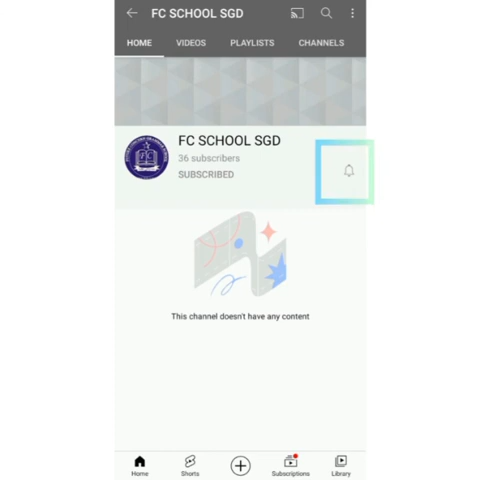 FC SCHOOL SGD
HOME VIDEOS PLAYLISTS CHANNELS
FC SCHOOL SGD
36 subscribers
SUBSCRIBED
This channel doesn't have any content
Home Shorts Subscriptions Library